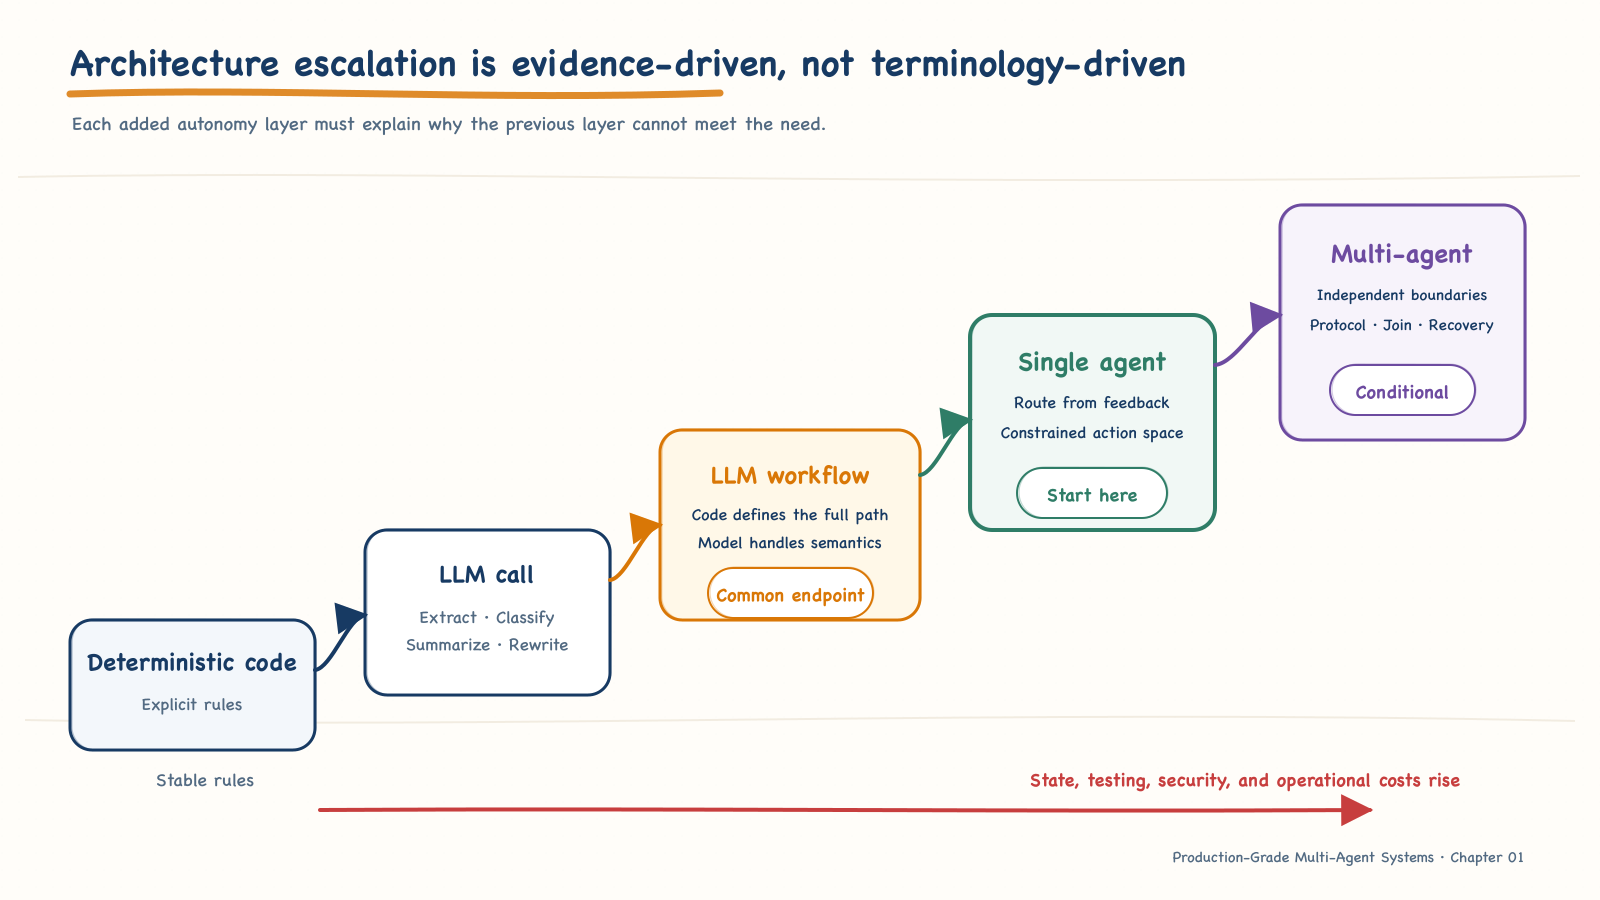 Architecture escalation is evidence-driven, not terminology-driven
Each added autonomy layer must explain why the previous layer cannot meet the need.
Deterministic code
Explicit rules
Stable rules
LLM call
Extract · Classify
Summarize · Rewrite
LLM workflow
Code defines the full path
Model handles semantics
Common endpoint
Single agent
Route from feedback
Constrained action space
Start here
Multi-agent
Independent boundaries
Protocol · Join · Recovery
Conditional
State, testing, security, and operational costs rise
Production-Grade Multi-Agent Systems · Chapter 01